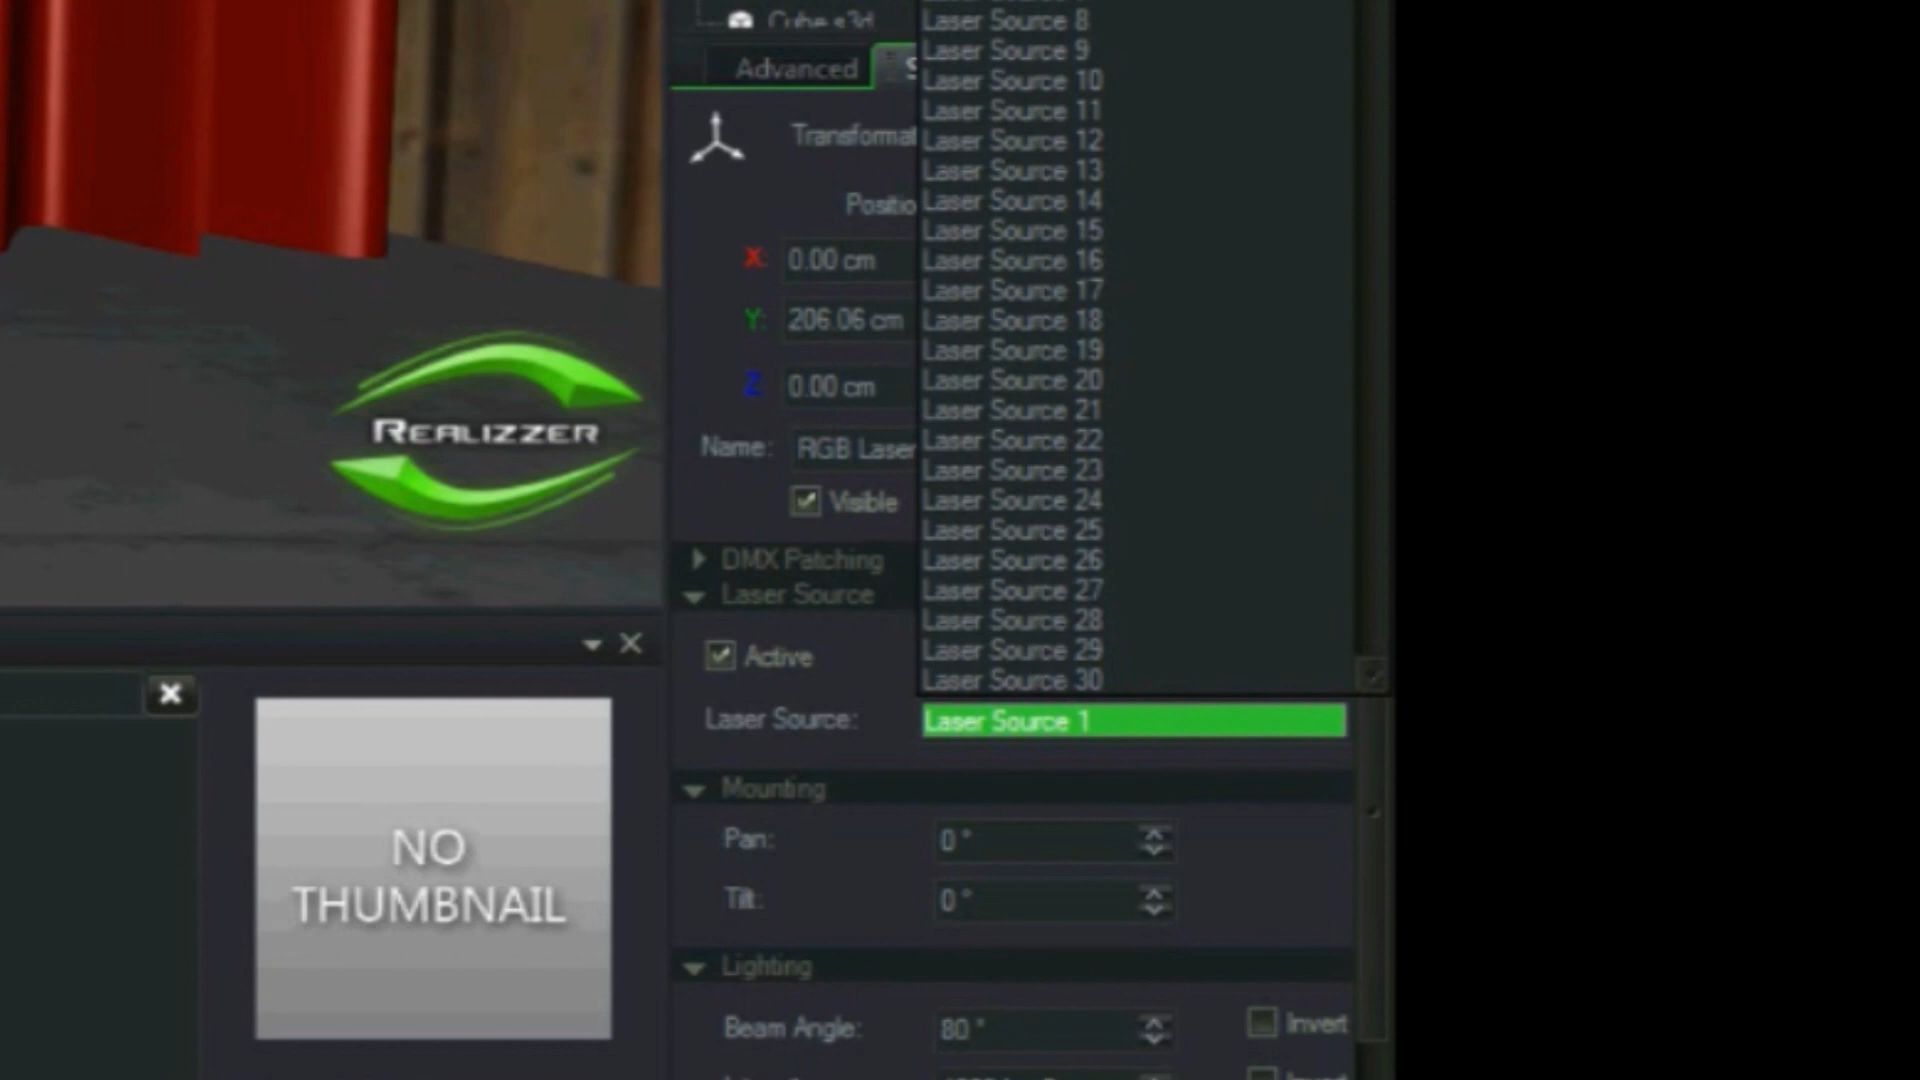 Cube.s3d
Advanced
Transformat
Positio
X: 0.00 cm
Y: 206.06 cm
Z: 0.00 cm
Name: RGB Laser
Visible
DMX Patching
Laser Source
Active
Laser Source: Laser Source 1
Laser Source 8
Laser Source 9
Laser Source 10
Laser Source 11
Laser Source 12
Laser Source 13
Laser Source 14
Laser Source 15
Laser Source 16
Laser Source 17
Laser Source 18
Laser Source 19
Laser Source 20
Laser Source 21
Laser Source 22
Laser Source 23
Laser Source 24
Laser Source 25
Laser Source 26
Laser Source 27
Laser Source 28
Laser Source 29
Laser Source 30
Mounting
Pan: 0 °
Tilt: 0 °
Lighting
Beam Angle: 80 ° Invert
REALIZZER
NO
THUMBNAIL